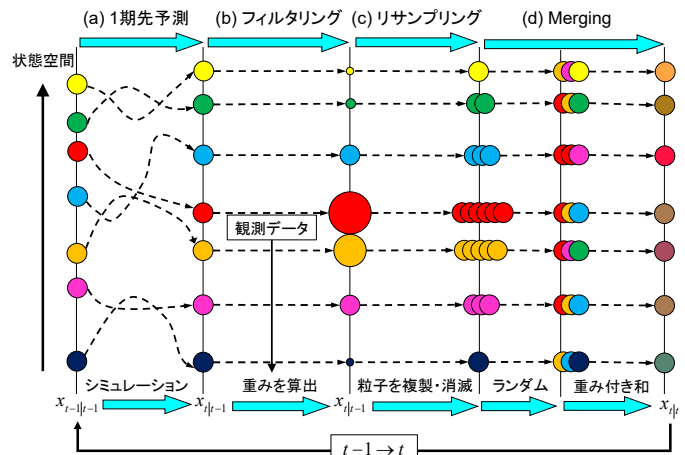 (a) 1期先予測
(b) フィルタリング
(c) リサンプリング
(d) Merging
状態空間
観測データ
シミュレーション
重みを算出
粒子を複製・消滅
ランダム
重み付き和
x_{t-1|t-1}
x_{t|t-1}
x_{t|t-1}
x_{t|t}
t−1→t